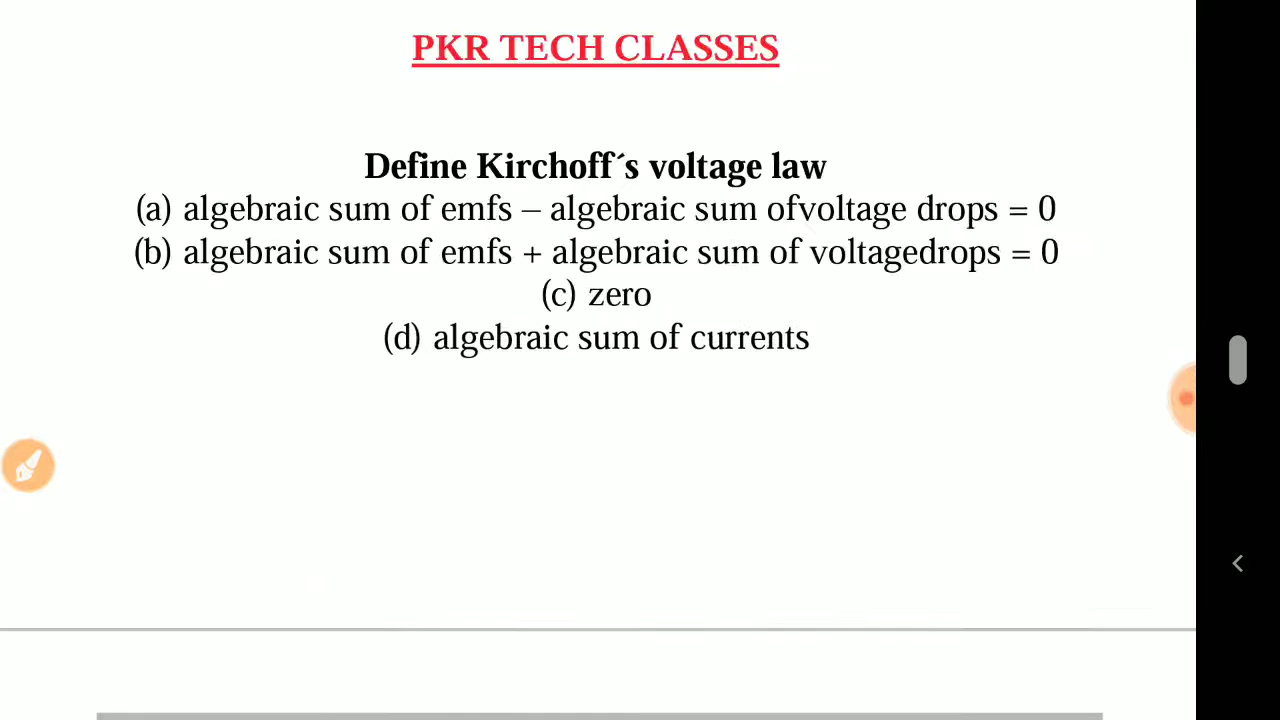 PKR TECH CLASSES
Define Kirchoff´s voltage law
(a) algebraic sum of emfs – algebraic sum ofvoltage drops = 0
(b) algebraic sum of emfs + algebraic sum of voltagedrops = 0
(c) zero
(d) algebraic sum of currents